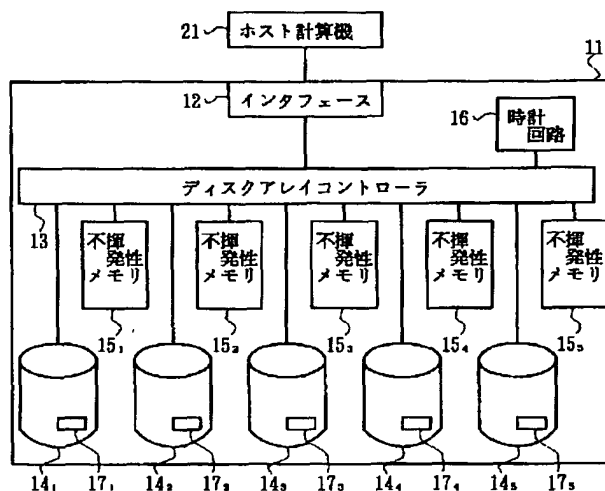 21 ホスト計算機
11
12 インタフェース
16 時計
回路
ディスクアレイコントローラ
13
不揮 不揮 不揮 不揮 不揮
発性 発性 発性 発性 発性
メモリ メモリ メモリ メモリ メモリ
15₁ 15₂ 15₃ 15₄ 15₅
14₁ 17₁ 14₂ 17₂ 14₃ 17₃ 14₄ 17₄ 14₅ 17₅